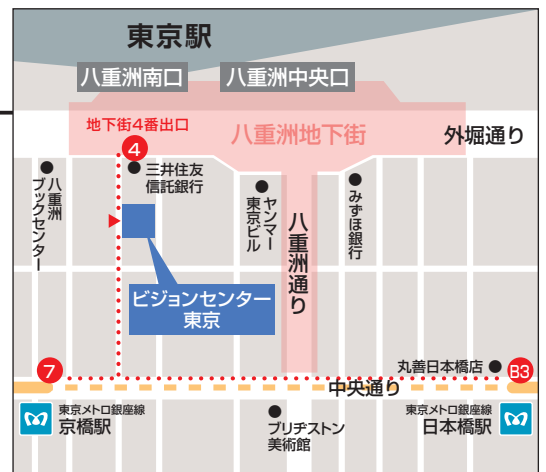 東京駅
八重洲南口
八重洲中央口
地下街4番出口
八重洲地下街
外堀通り
4
三井住友
信託銀行
八重洲
ブックセンター
ヤンマー
東京ビル
八重洲通り
みずほ銀行
ビジョンセンター
東京
7
丸善日本橋店
B3
中央通り
東京メトロ銀座線
京橋駅
ブリヂストン
美術館
東京メトロ銀座線
日本橋駅